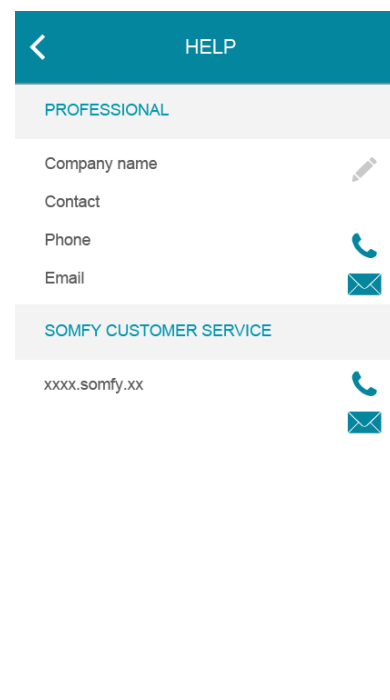 HELP
PROFESSIONAL
Company name
Contact
Phone
Email
SOMFY CUSTOMER SERVICE
xxxx.somfy.xx